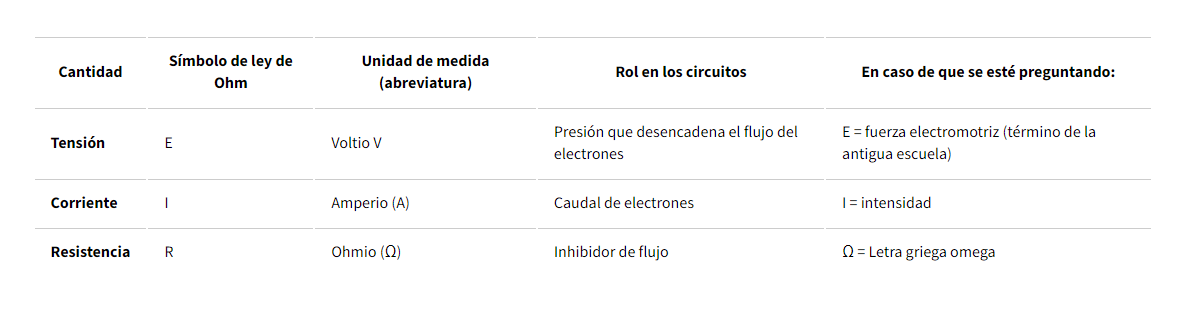 Cantidad
Símbolo de ley de
Ohm
Unidad de medida
(abreviatura)
Rol en los circuitos
En caso de que se esté preguntando:
Tensión
E
Voltio V
Presión que desencadena el flujo del
electrones
E = fuerza electromotriz (término de la
antigua escuela)
Corriente
I
Amperio (A)
Caudal de electrones
I = intensidad
Resistencia
R
Ohmio (Ω)
Inhibidor de flujo
Ω = Letra griega omega